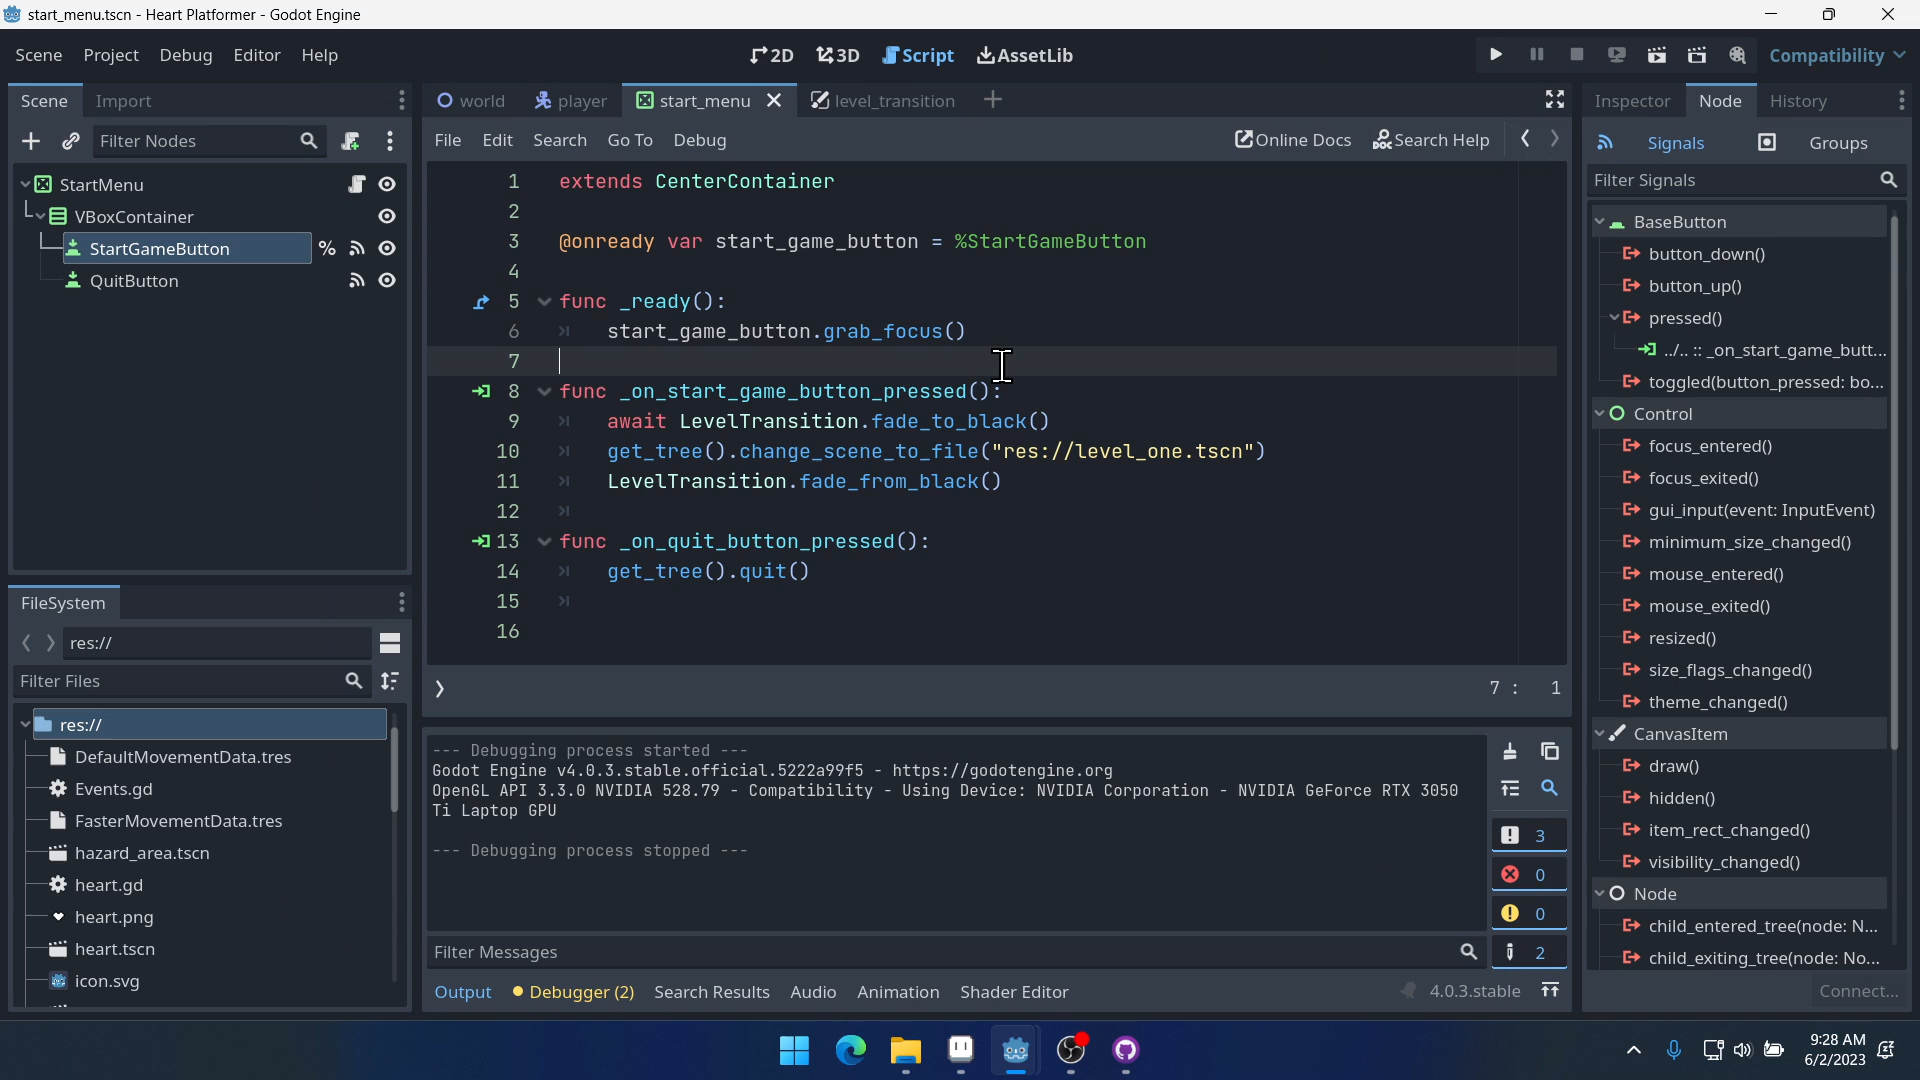 start_menu.tscn - Heart Platformer - Godot Engine
Scene Project Debug Editor Help
2D 3D Script AssetLib
Compatibility
Scene Import
Filter Nodes
StartMenu
VBoxContainer
StartGameButton %
QuitButton
FileSystem
res://
Filter Files
res://
DefaultMovementData.tres
Events.gd
FasterMovementData.tres
hazard_area.tscn
heart.gd
heart.png
heart.tscn
icon.svg
world player start_menu level_transition
File Edit Search Go To Debug
Online Docs Search Help
1 extends CenterContainer
2
3 @onready var start_game_button = %StartGameButton
4
5 func _ready():
6 start_game_button.grab_focus()
7
8 func _on_start_game_button_pressed():
9 await LevelTransition.fade_to_black()
10 get_tree().change_scene_to_file("res://level_one.tscn")
11 LevelTransition.fade_from_black()
12
13 func _on_quit_button_pressed():
14 get_tree().quit()
15
16
7 : 1
--- Debugging process started ---
Godot Engine v4.0.3.stable.official.5222a99f5 - https://godotengine.org
OpenGL API 3.3.0 NVIDIA 528.79 - Compatibility - Using Device: NVIDIA Corporation - NVIDIA GeForce RTX 3050
Ti Laptop GPU
--- Debugging process stopped ---
3
0
0
2
Filter Messages
Output Debugger (2) Search Results Audio Animation Shader Editor
4.0.3.stable
Inspector Node History
Signals Groups
Filter Signals
BaseButton
button_down()
button_up()
pressed()
../.. :: _on_start_game_butt...
toggled(button_pressed: bo...
Control
focus_entered()
focus_exited()
gui_input(event: InputEvent)
minimum_size_changed()
mouse_entered()
mouse_exited()
resized()
size_flags_changed()
theme_changed()
CanvasItem
draw()
hidden()
item_rect_changed()
visibility_changed()
Node
child_entered_tree(node: N...
child_exiting_tree(node: No...
Connect...
9:28 AM
6/2/2023